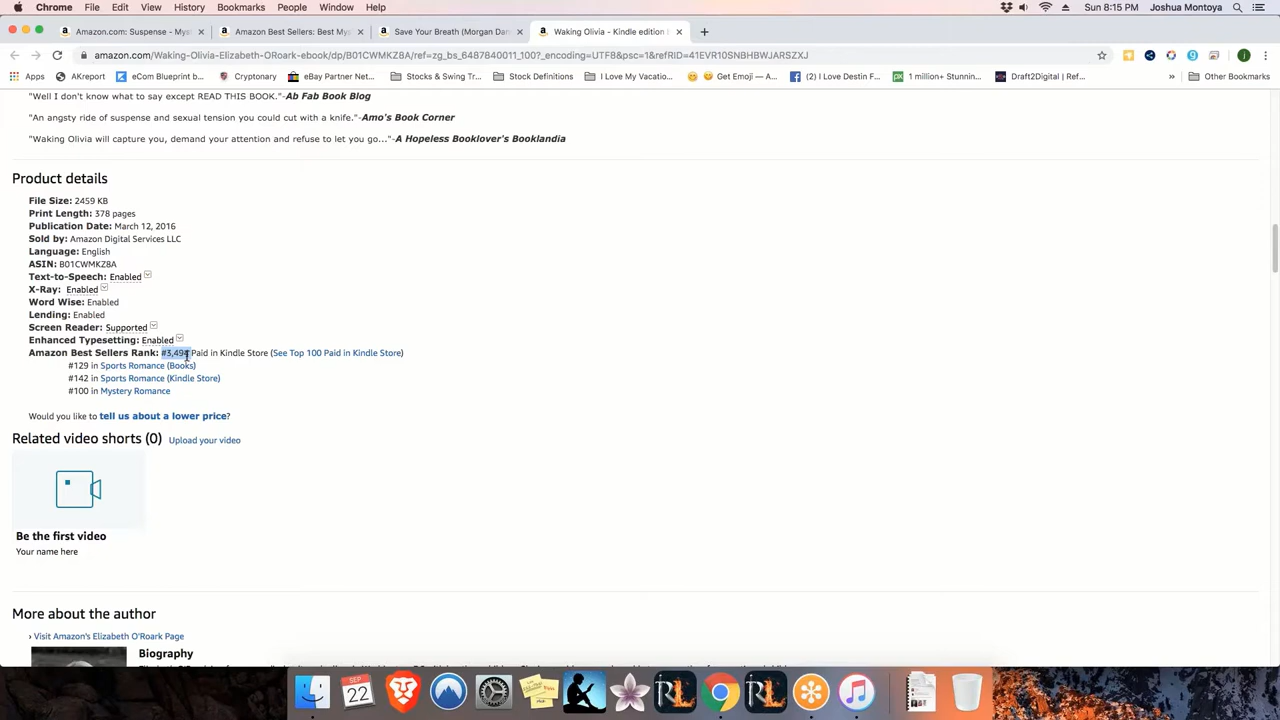 Chrome File Edit View History Bookmarks People Window Help Sun 8:15 PM Joshua Montoya
Amazon.com: Suspense - Myst × Amazon Best Sellers: Best My × Save Your Breath (Morgan Dan × Waking Olivia - Kindle edition ×
amazon.com/Waking-Olivia-Elizabeth-ORoark-ebook/dp/B01CWMKZ8A/ref=zg_bs_6487840011_100?_encoding=UTF8&psc=1&refRID=41EVR10SNBHBWJARSZXJ
Apps AKreport eCom Blueprint b... Cryptonary eBay Partner Net... Stocks & Swing Tr... Stock Definitions I Love My Vacatio... Get Emoji — A... (2) I Love Destin F... 1 million+ Stunnin... Draft2Digital | Ref... » Other Bookmarks
"Well I don't know what to say except READ THIS BOOK."-Ab Fab Book Blog
"An angsty ride of suspense and sexual tension you could cut with a knife."-Amo's Book Corner
"Waking Olivia will capture you, demand your attention and refuse to let you go..."-A Hopeless Booklover's Booklandia
Product details
File Size: 2459 KB
Print Length: 378 pages
Publication Date: March 12, 2016
Sold by: Amazon Digital Services LLC
Language: English
ASIN: B01CWMKZ8A
Text-to-Speech: Enabled
X-Ray: Enabled
Word Wise: Enabled
Lending: Enabled
Screen Reader: Supported
Enhanced Typesetting: Enabled
Amazon Best Sellers Rank: #3,494 Paid in Kindle Store (See Top 100 Paid in Kindle Store)
#129 in Sports Romance (Books)
#142 in Sports Romance (Kindle Store)
#100 in Mystery Romance
Would you like to tell us about a lower price?
Related video shorts (0) Upload your video
Be the first video
Your name here
More about the author
› Visit Amazon's Elizabeth O'Roark Page
Biography
SEP
22
RL RL